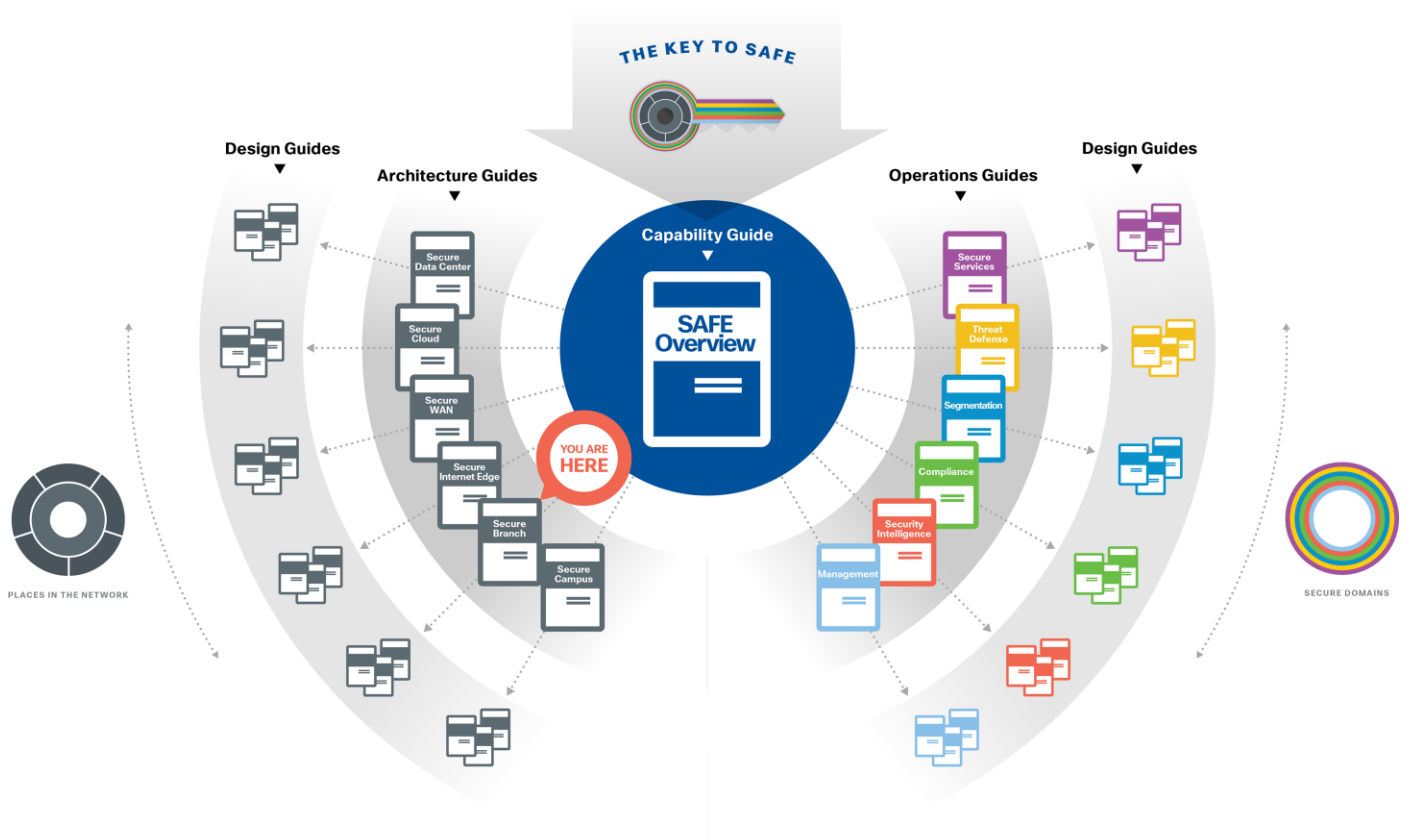 THE KEY TO SAFE
Design Guides
Architecture Guides
Operations Guides
Design Guides
Capability Guide
SAFE
Overview
Secure
Data Center
Secure
Cloud
Secure
WAN
Secure
Internet Edge
Secure
Branch
Secure
Campus
YOU ARE
HERE
Secure
Services
Threat
Defense
Segmentation
Compliance
Security
Intelligence
Management
PLACES IN THE NETWORK
SECURE DOMAINS